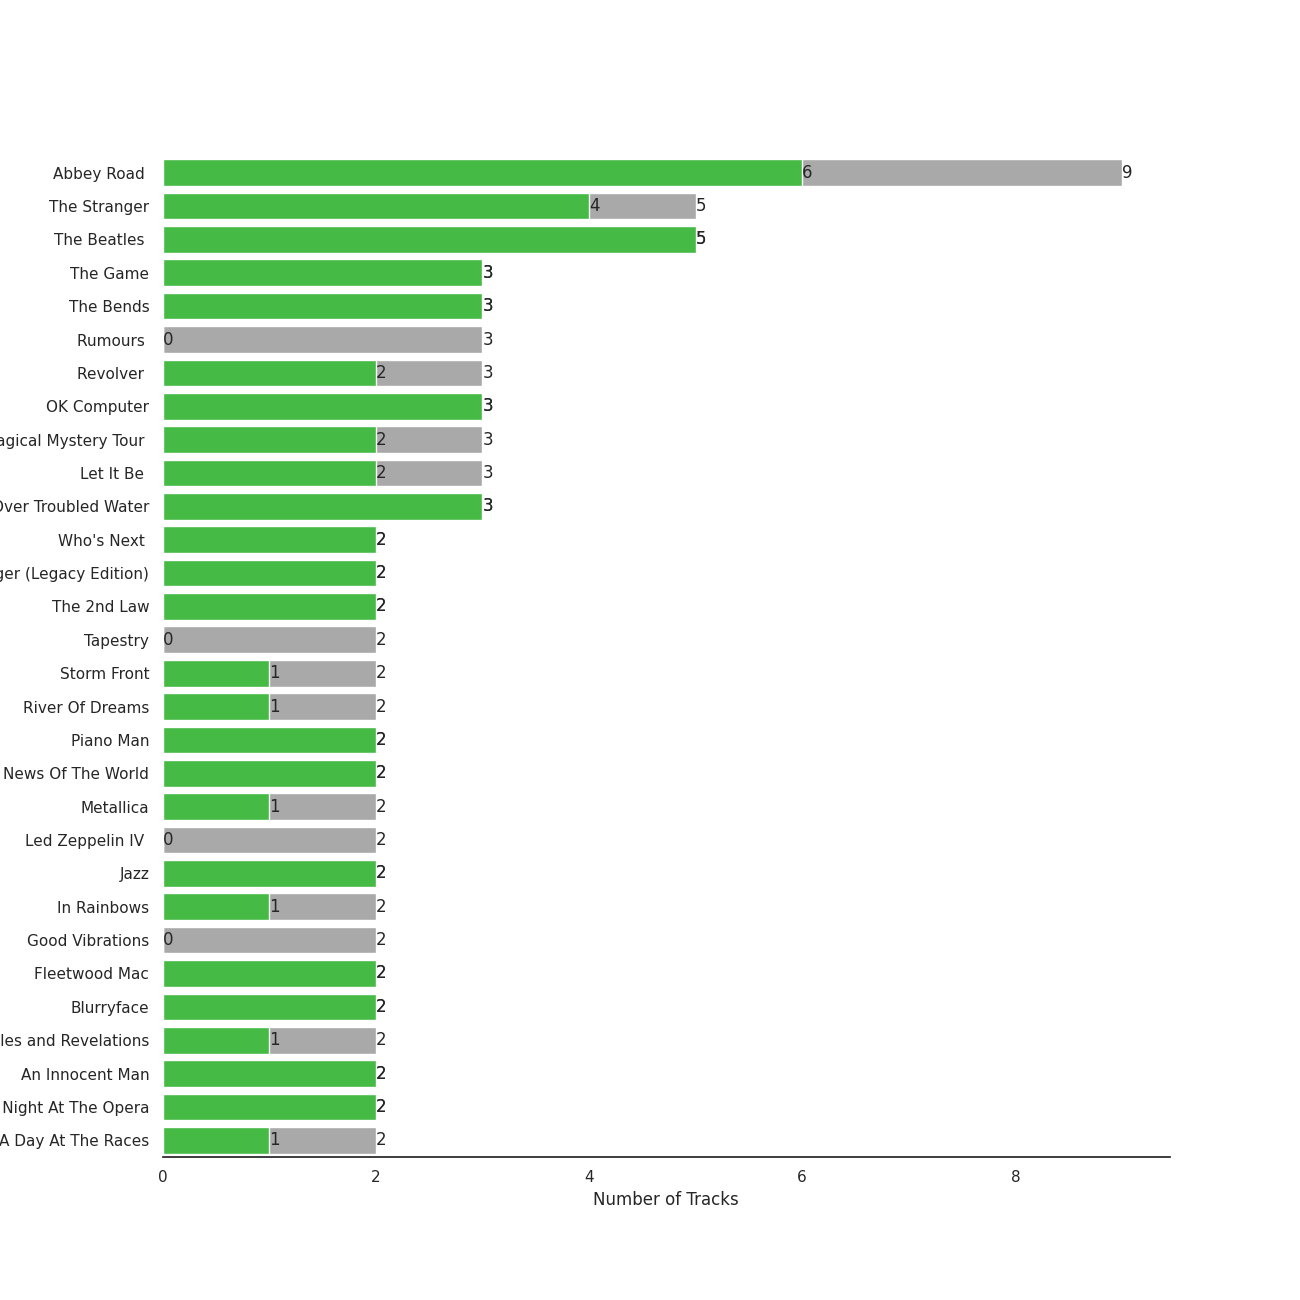 Abbey Road 6 9
The Stranger 4 5
The Beatles 5
The Game 3
The Bends 3
Rumours 0 3
Revolver 2 3
OK Computer 3
agical Mystery Tour 2 3
Let It Be 2 3
Over Troubled Water 3
Who's Next 2
ger (Legacy Edition) 2
The 2nd Law 2
Tapestry 0 2
Storm Front 1 2
River Of Dreams 1 2
Piano Man 2
News Of The World 2
Metallica 1 2
Led Zeppelin IV 0 2
Jazz 2
In Rainbows 1 2
Good Vibrations 0 2
Fleetwood Mac 2
Blurryface 2
les and Revelations 1 2
An Innocent Man 2
Night At The Opera 2
A Day At The Races 1 2
0 2 4 6 8
Number of Tracks